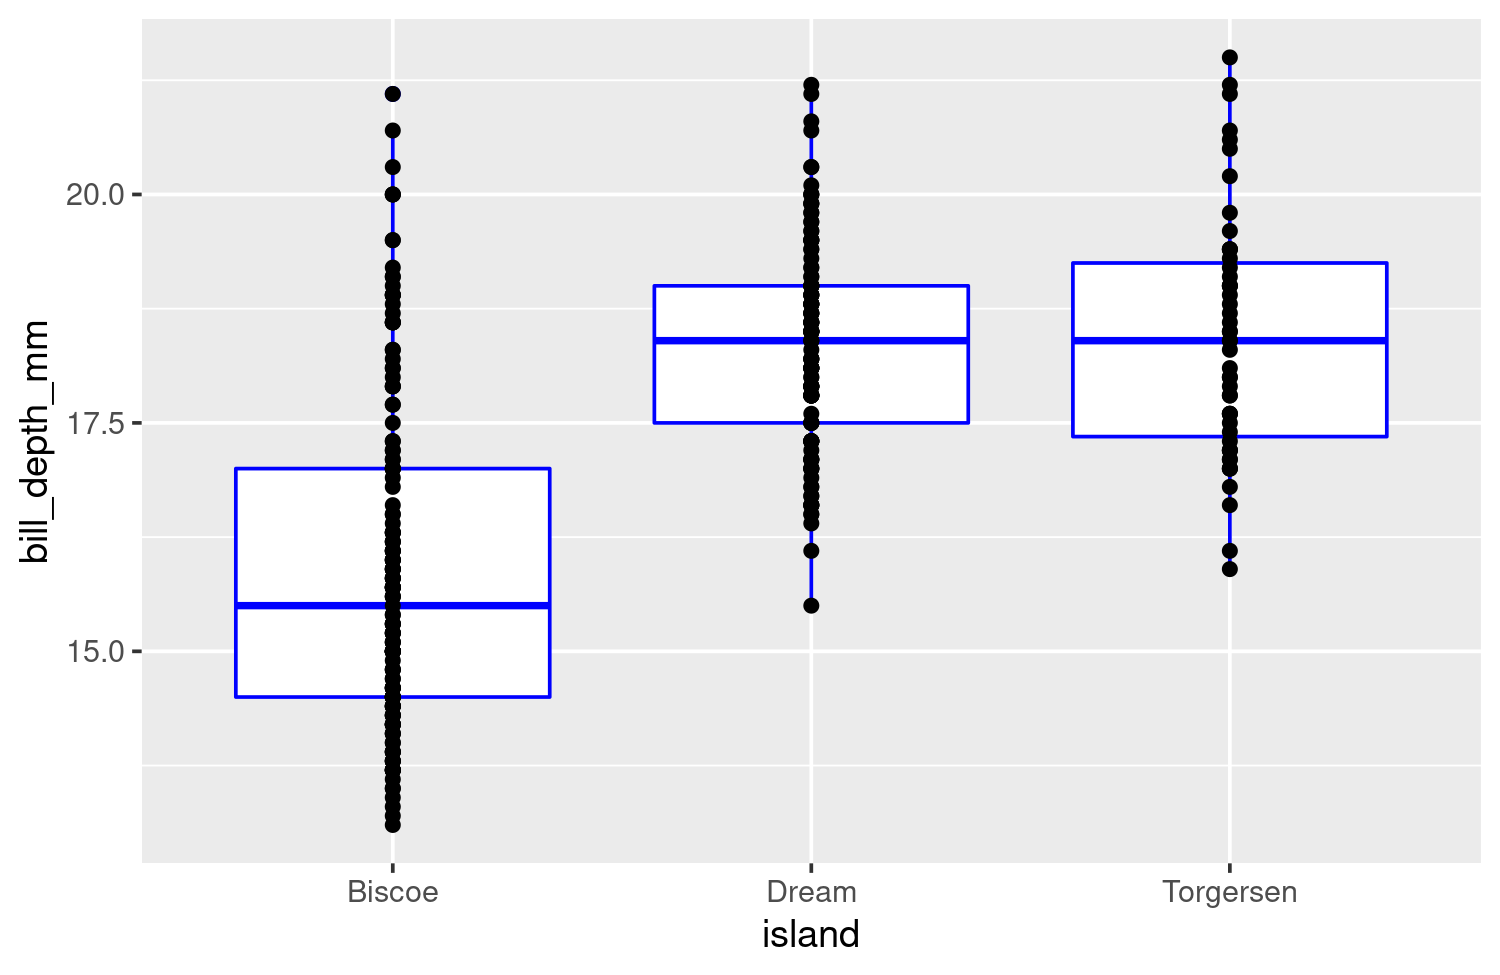 bill_depth_mm
20.0
17.5
15.0
Biscoe
Dream
Torgersen
island